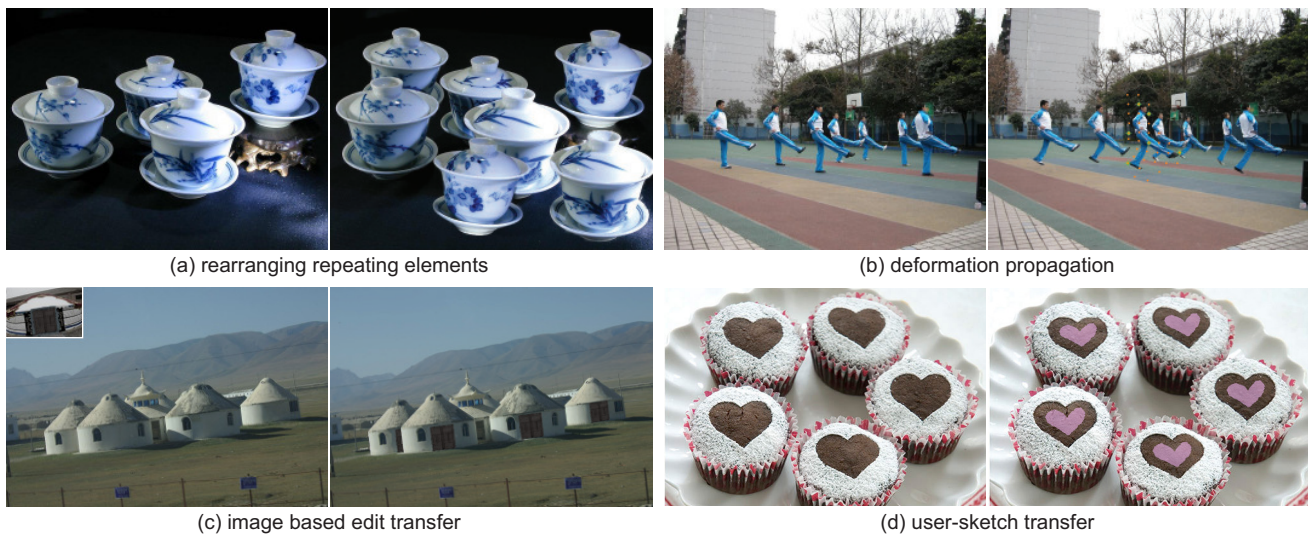 (a) rearranging repeating elements
(b) deformation propagation
(c) image based edit transfer
(d) user-sketch transfer